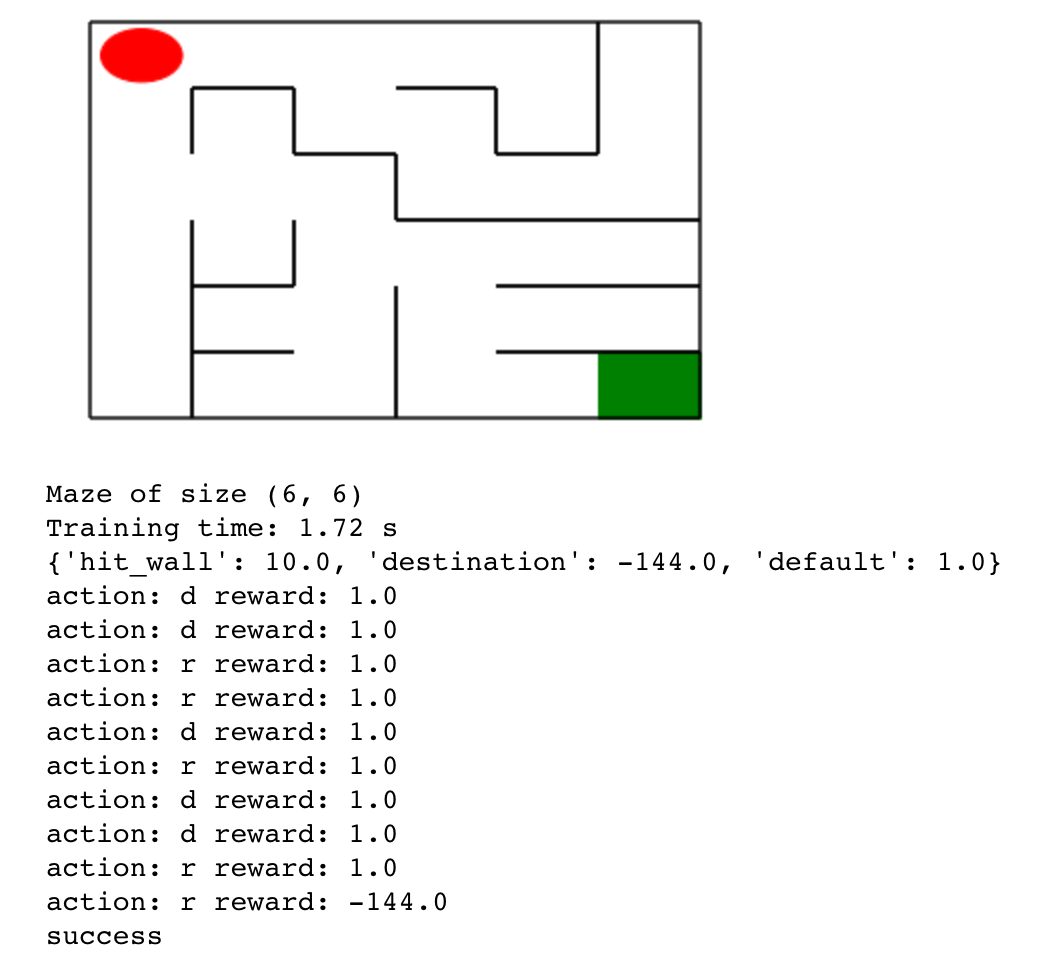 Maze of size (6, 6)
Training time: 1.72 s
{'hit_wall': 10.0, 'destination': -144.0, 'default': 1.0}
action: d reward: 1.0
action: d reward: 1.0
action: r reward: 1.0
action: r reward: 1.0
action: d reward: 1.0
action: r reward: 1.0
action: d reward: 1.0
action: d reward: 1.0
action: r reward: 1.0
action: r reward: -144.0
success